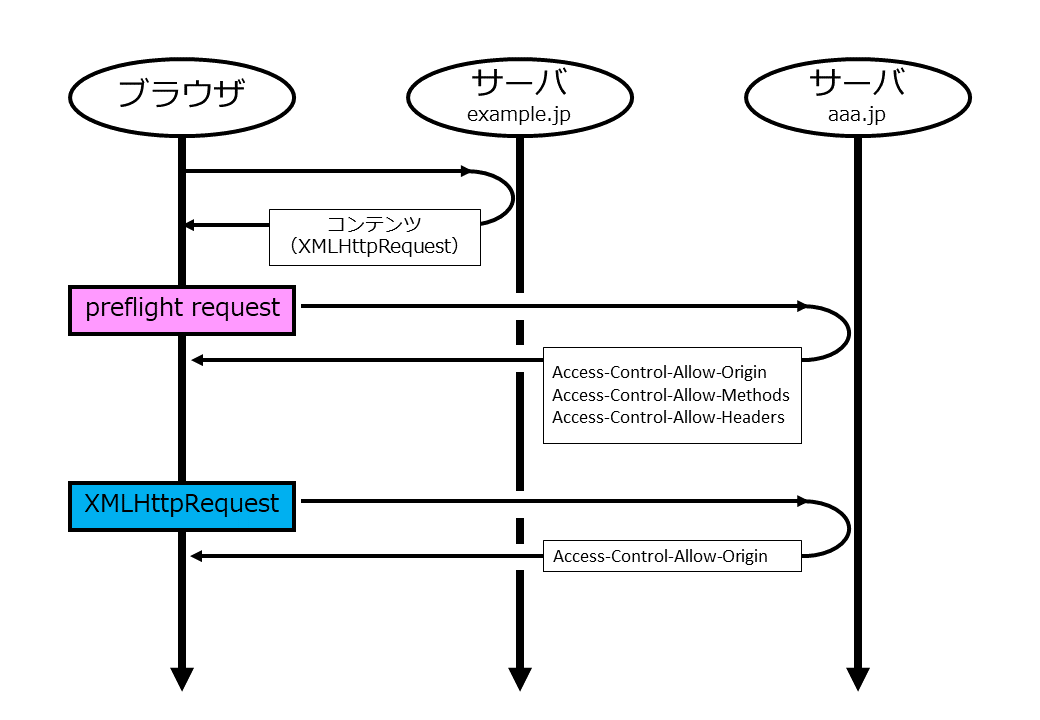 ブラウザ
サーバ
example.jp
サーバ
aaa.jp
コンテンツ
（XMLHttpRequest）
preflight request
Access-Control-Allow-Origin
Access-Control-Allow-Methods
Access-Control-Allow-Headers
XMLHttpRequest
Access-Control-Allow-Origin